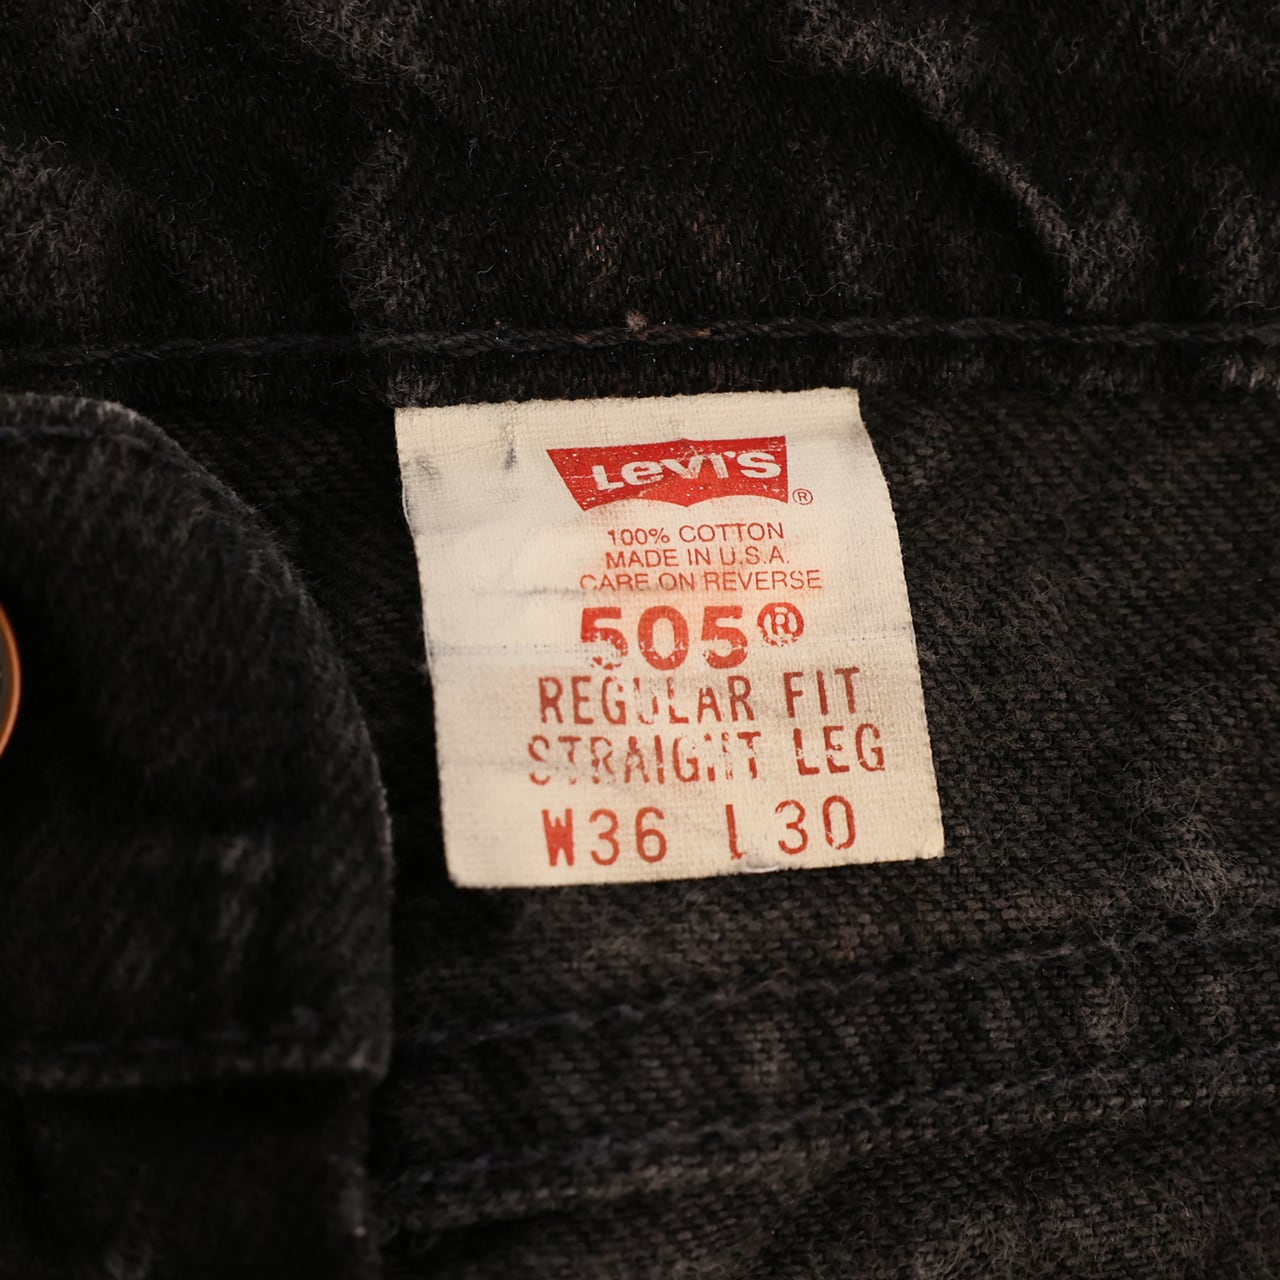 Levi's ®
100% COTTON
MADE IN U.S.A.
CARE ON REVERSE
505®
REGULAR FIT
STRAIGHT LEG
W36 L30